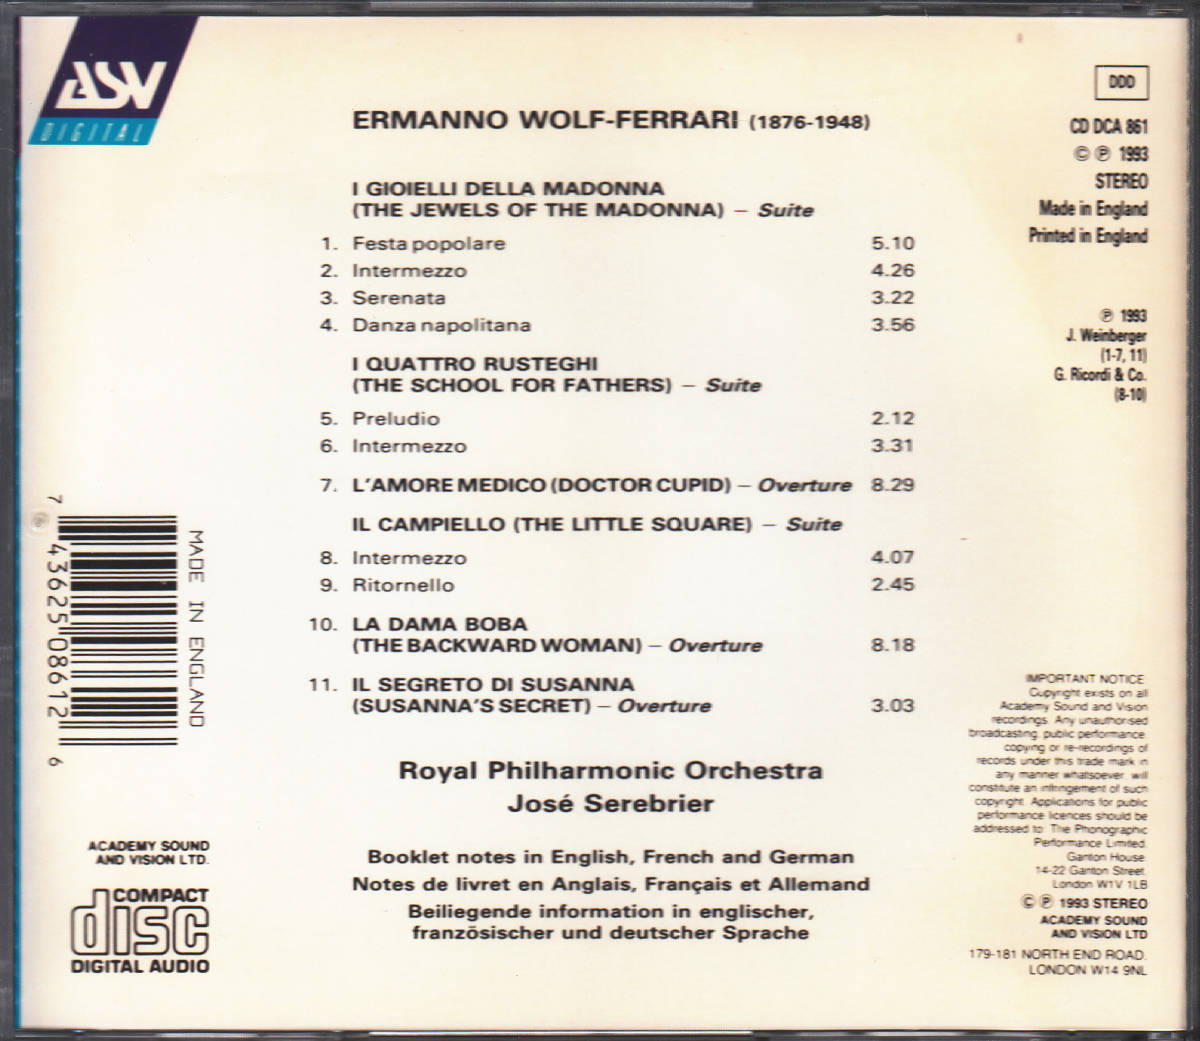 ASV
DIGITAL
ERMANNO WOLF-FERRARI (1876-1948)
I GIOIELLI DELLA MADONNA
(THE JEWELS OF THE MADONNA) – Suite
1. Festa popolare 5.10
2. Intermezzo 4.26
3. Serenata 3.22
4. Danza napolitana 3.56
I QUATTRO RUSTEGHI
(THE SCHOOL FOR FATHERS) – Suite
5. Preludio 2.12
6. Intermezzo 3.31
7. L'AMORE MEDICO (DOCTOR CUPID) – Overture 8.29
IL CAMPIELLO (THE LITTLE SQUARE) – Suite
8. Intermezzo 4.07
9. Ritornello 2.45
10. LA DAMA BOBA
(THE BACKWARD WOMAN) – Overture 8.18
11. IL SEGRETO DI SUSANNA
(SUSANNA'S SECRET) – Overture 3.03
Royal Philharmonic Orchestra
José Serebrier
Booklet notes in English, French and German
Notes de livret en Anglais, Français et Allemand
Beiliegende information in englischer,
französischer und deutscher Sprache
DDD
CD DCA 861
© ℗ 1993
STEREO
Made in England
Printed in England
℗ 1993
J. Weinberger
(1-7, 11)
G. Ricordi & Co.
(8-10)
IMPORTANT NOTICE
Copyright exists on all
Academy Sound and Vision
recordings. Any unauthorised
broadcasting, public performance,
copying or re-recordings of
records under this trade mark in
any manner whatsoever, will
constitute an infringement of such
copyright. Applications for public
performance licences should be
addressed to: The Phonographic
Performance Limited,
Ganton House,
14-22 Ganton Street,
London W1V 1LB
© ℗ 1993 STEREO
ACADEMY SOUND
AND VISION LTD
179-181 NORTH END ROAD,
LONDON W14 9NL
7 43625 08612 6
MADE IN ENGLAND
ACADEMY SOUND
AND VISION LTD.
COMPACT
disc
DIGITAL AUDIO